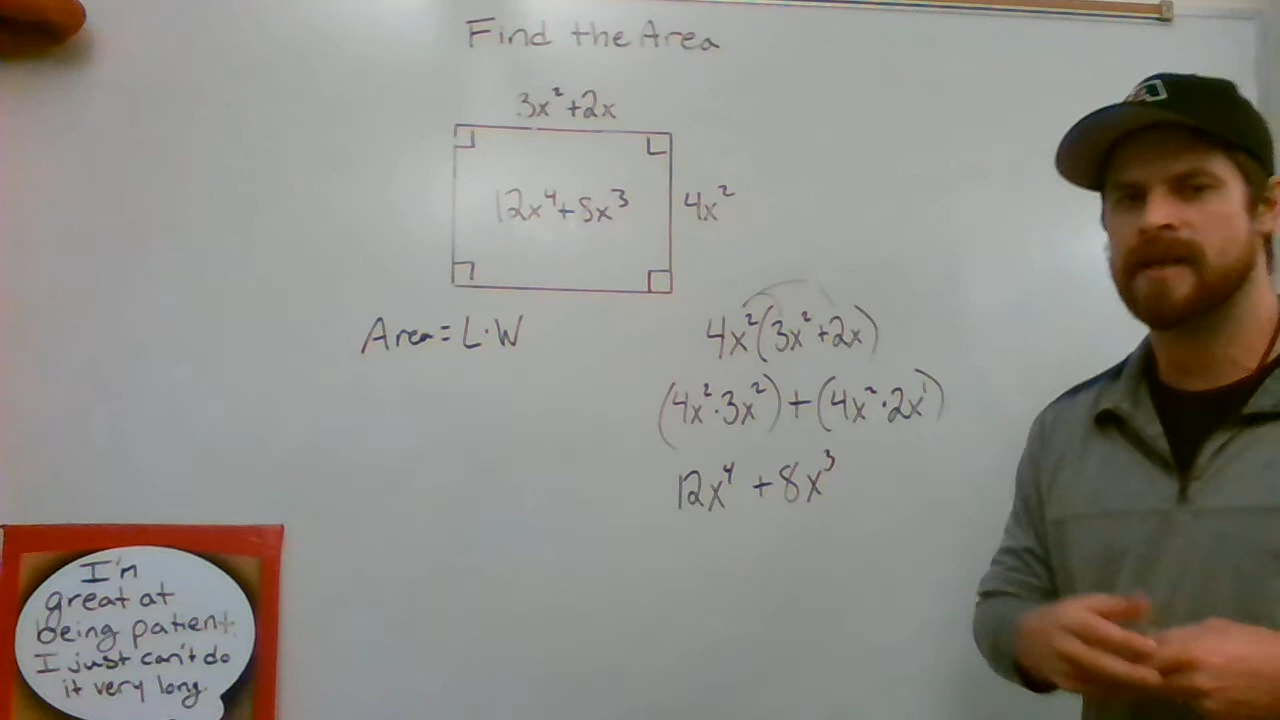 Find the Area
3x²+2x
12x⁴+8x³
4x²
Area = L·W
4x²(3x²+2x)
(4x²·3x²)+(4x²·2x¹)
12x⁴ +8x³
I'm
great at
being patient.
I just can't do
it very long.